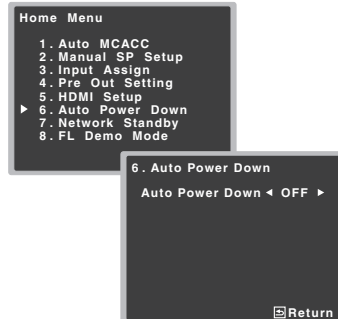 Home Menu
1. Auto MCACC
2. Manual SP Setup
3. Input Assign
4. Pre Out Setting
5. HDMI Setup
6. Auto Power Down
7. Network Standby
8. FL Demo Mode
6. Auto Power Down
Auto Power Down ◄ OFF ►
Return